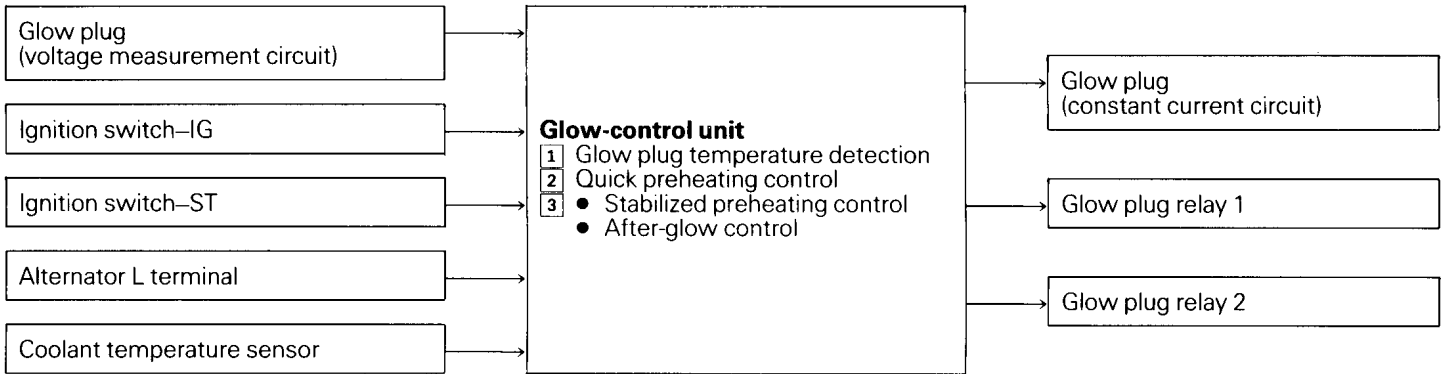 Glow plug
(voltage measurement circuit)
Ignition switch–IG
Ignition switch–ST
Alternator L terminal
Coolant temperature sensor
Glow-control unit
1 Glow plug temperature detection
2 Quick preheating control
3 ● Stabilized preheating control
● After-glow control
Glow plug
(constant current circuit)
Glow plug relay 1
Glow plug relay 2